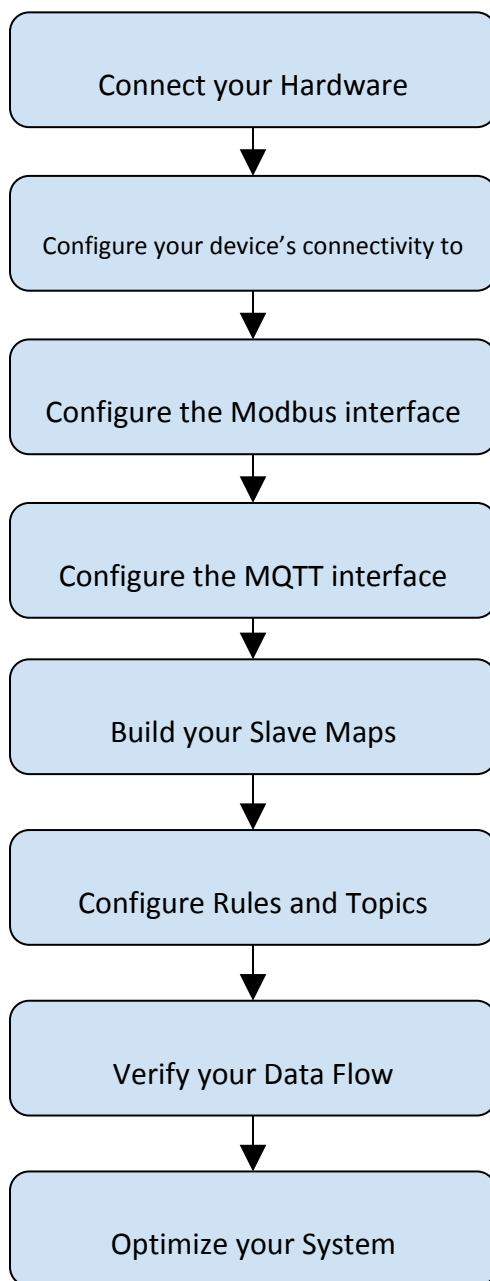 Connect your Hardware
Configure your device’s connectivity to
Configure the Modbus interface
Configure the MQTT interface
Build your Slave Maps
Configure Rules and Topics
Verify your Data Flow
Optimize your System